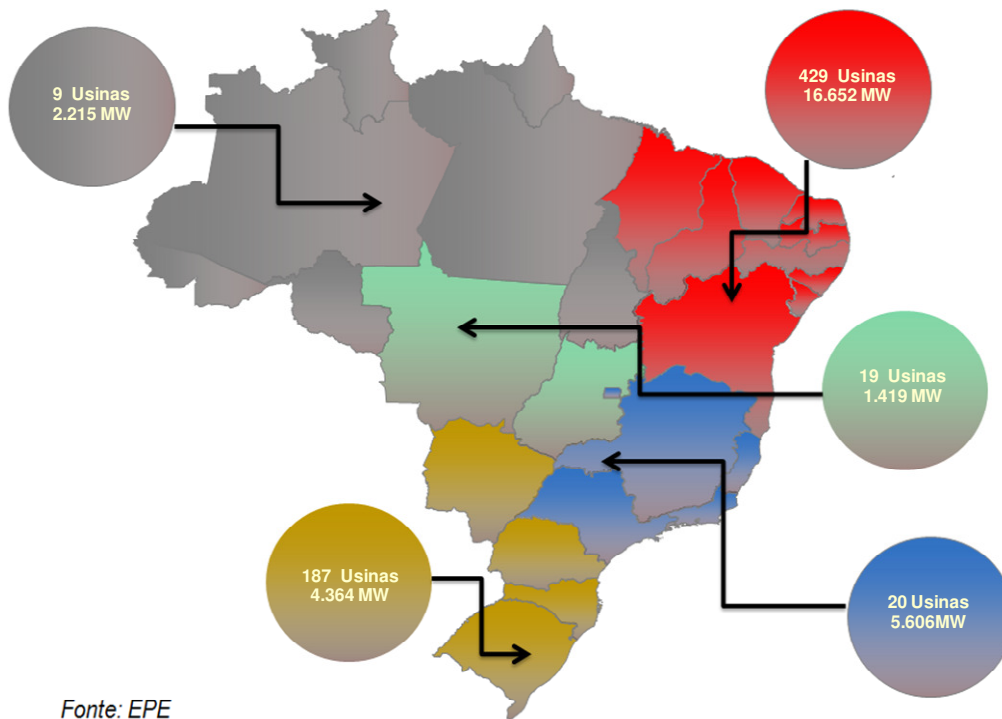 9 Usinas
2.215 MW
429 Usinas
16.652 MW
19 Usinas
1.419 MW
187 Usinas
4.364 MW
20 Usinas
5.606MW
Fonte: EPE